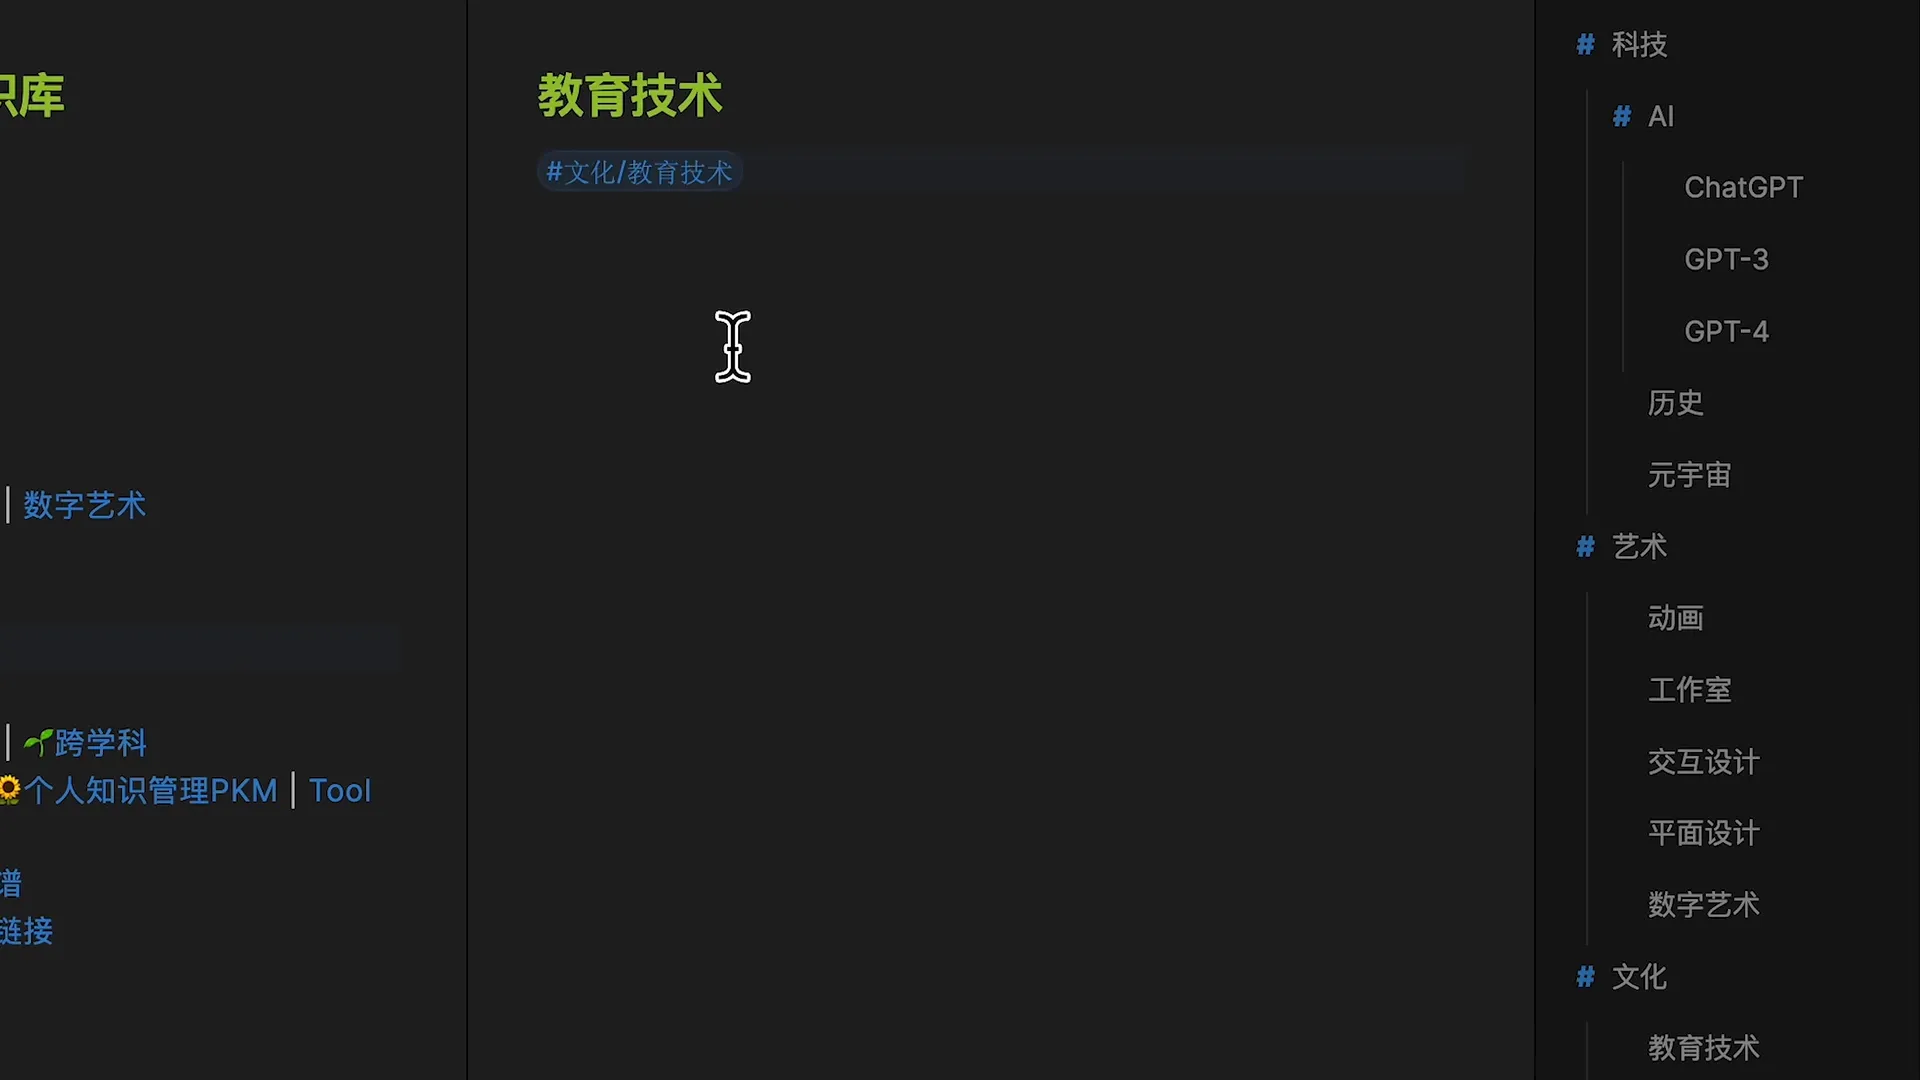 识库
数字艺术
🌱跨学科
🌻个人知识管理PKM | Tool
谱
链接
教育技术
#文化/教育技术
# 科技
# AI
ChatGPT
GPT-3
GPT-4
历史
元宇宙
# 艺术
动画
工作室
交互设计
平面设计
数字艺术
# 文化
教育技术